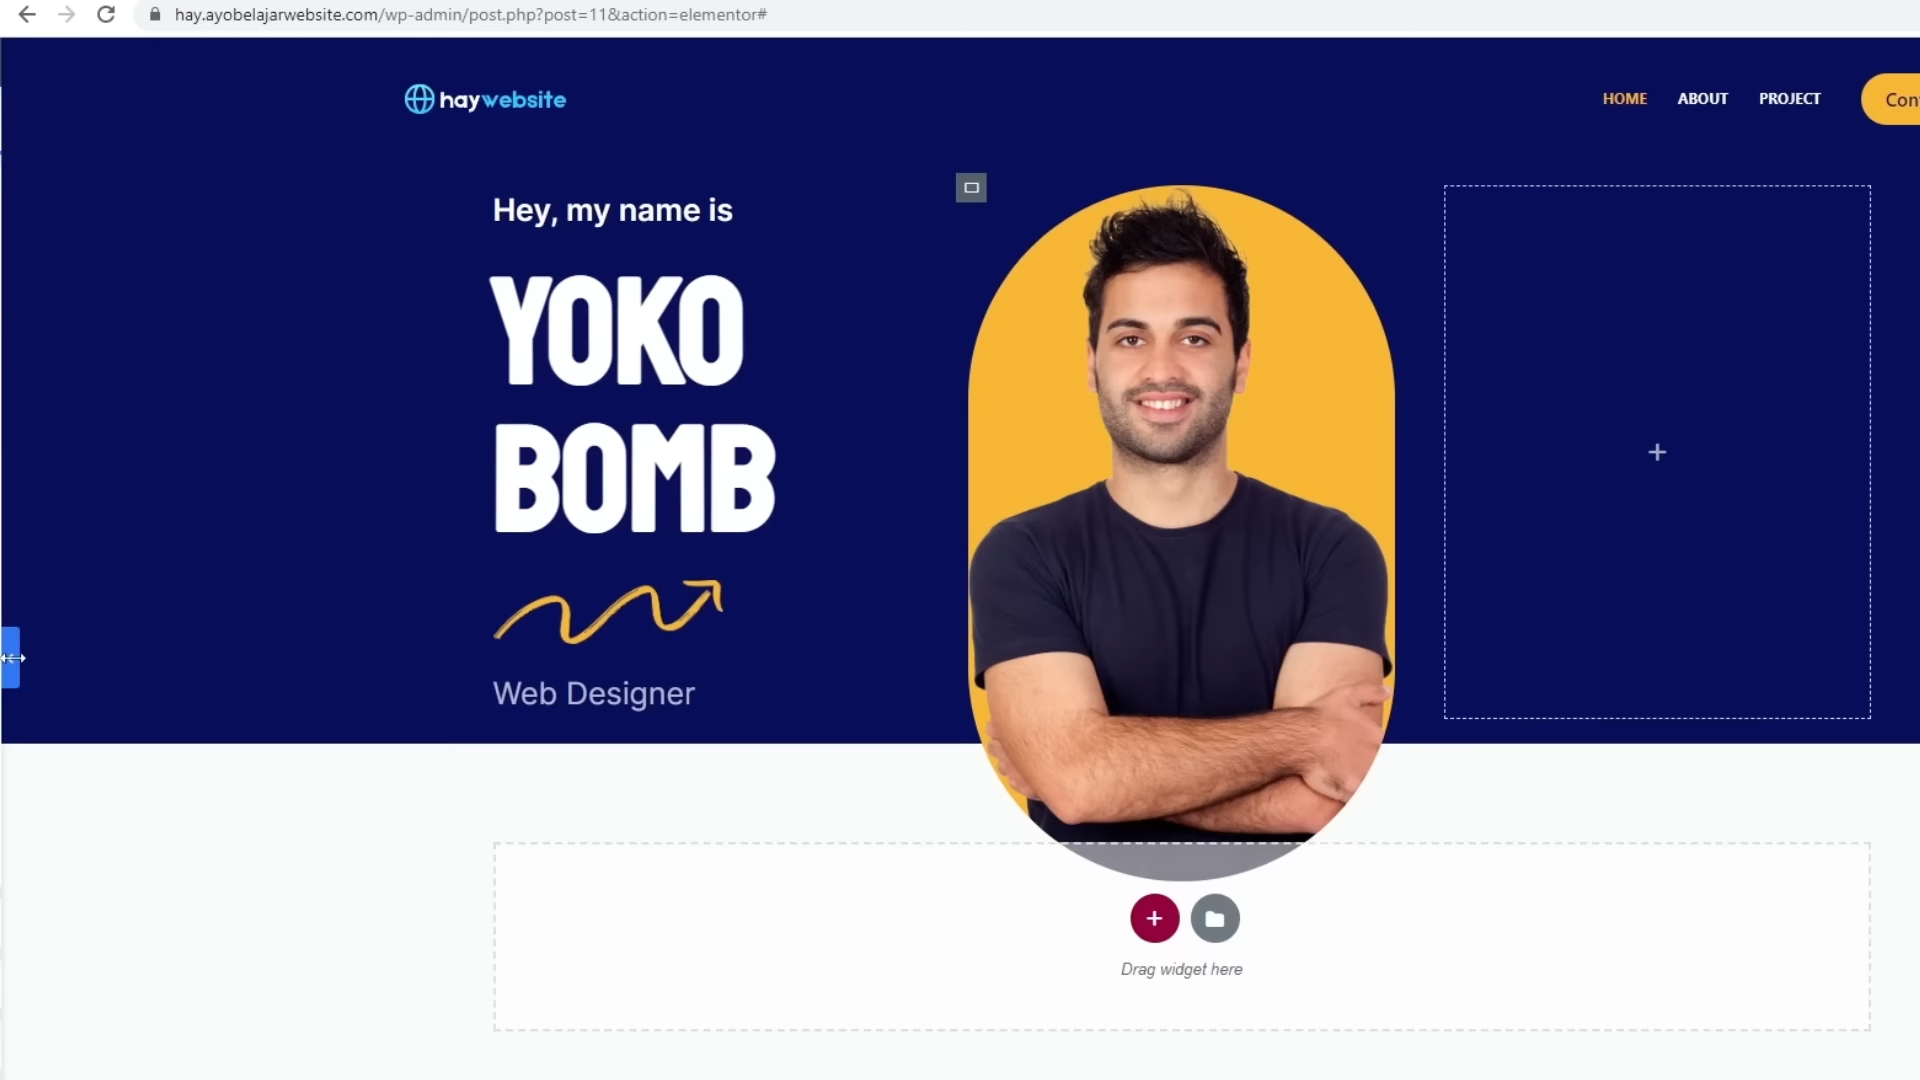 hay.ayobelajarwebsite.com/wp-admin/post.php?post=11&action=elementor#
haywebsite
HOME
ABOUT
PROJECT
Con
Hey, my name is
YOKO
BOMB
Web Designer
Drag widget here